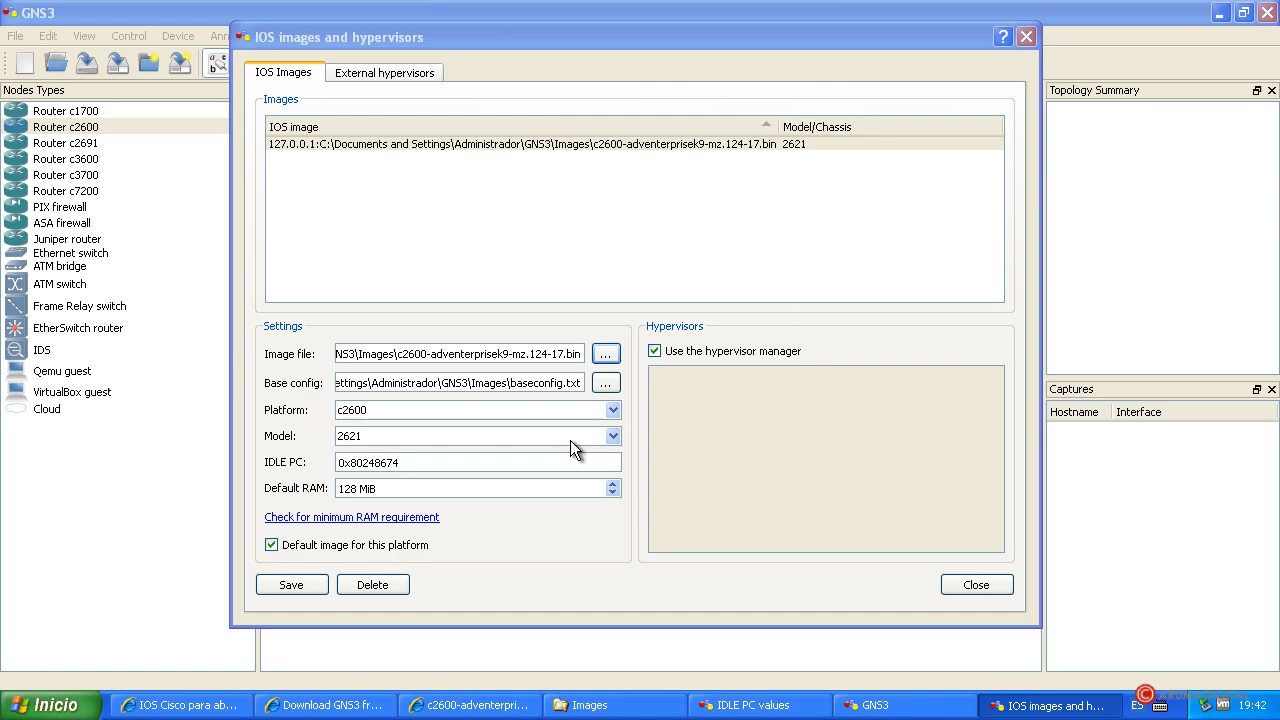 GNS3
File Edit View Control Device
IOS images and hypervisors
IOS Images
External hypervisors
Nodes Types
Router c1700
Router c2600
Router c2691
Router c3600
Router c3700
Router c7200
PIX firewall
ASA firewall
Juniper router
Ethernet switch
ATM bridge
ATM switch
Frame Relay switch
EtherSwitch router
IDS
Qemu guest
VirtualBox guest
Cloud
Images
IOS image Model/Chassis
127.0.0.1:C:\Documents and Settings\Administrador\GNS3\Images\c2600-adventerprisek9-mz.124-17.bin 2621
Settings
Image file: NS3\Images\c2600-adventerprisek9-mz.124-17.bin ...
Base config: ettings\Administrador\GNS3\Images\baseconfig.txt ...
Platform: c2600
Model: 2621
IDLE PC: 0x80248674
Default RAM: 128 MiB
Check for minimum RAM requirement
Default image for this platform
Hypervisors
Use the hypervisor manager
Save
Delete
Close
Topology Summary
Captures
Hostname Interface
Inicio
IOS Cisco para ab...
Download GNS3 fr...
c2600-adventerpri...
Images
IDLE PC values
GNS3
IOS images and h...
ES
19:42